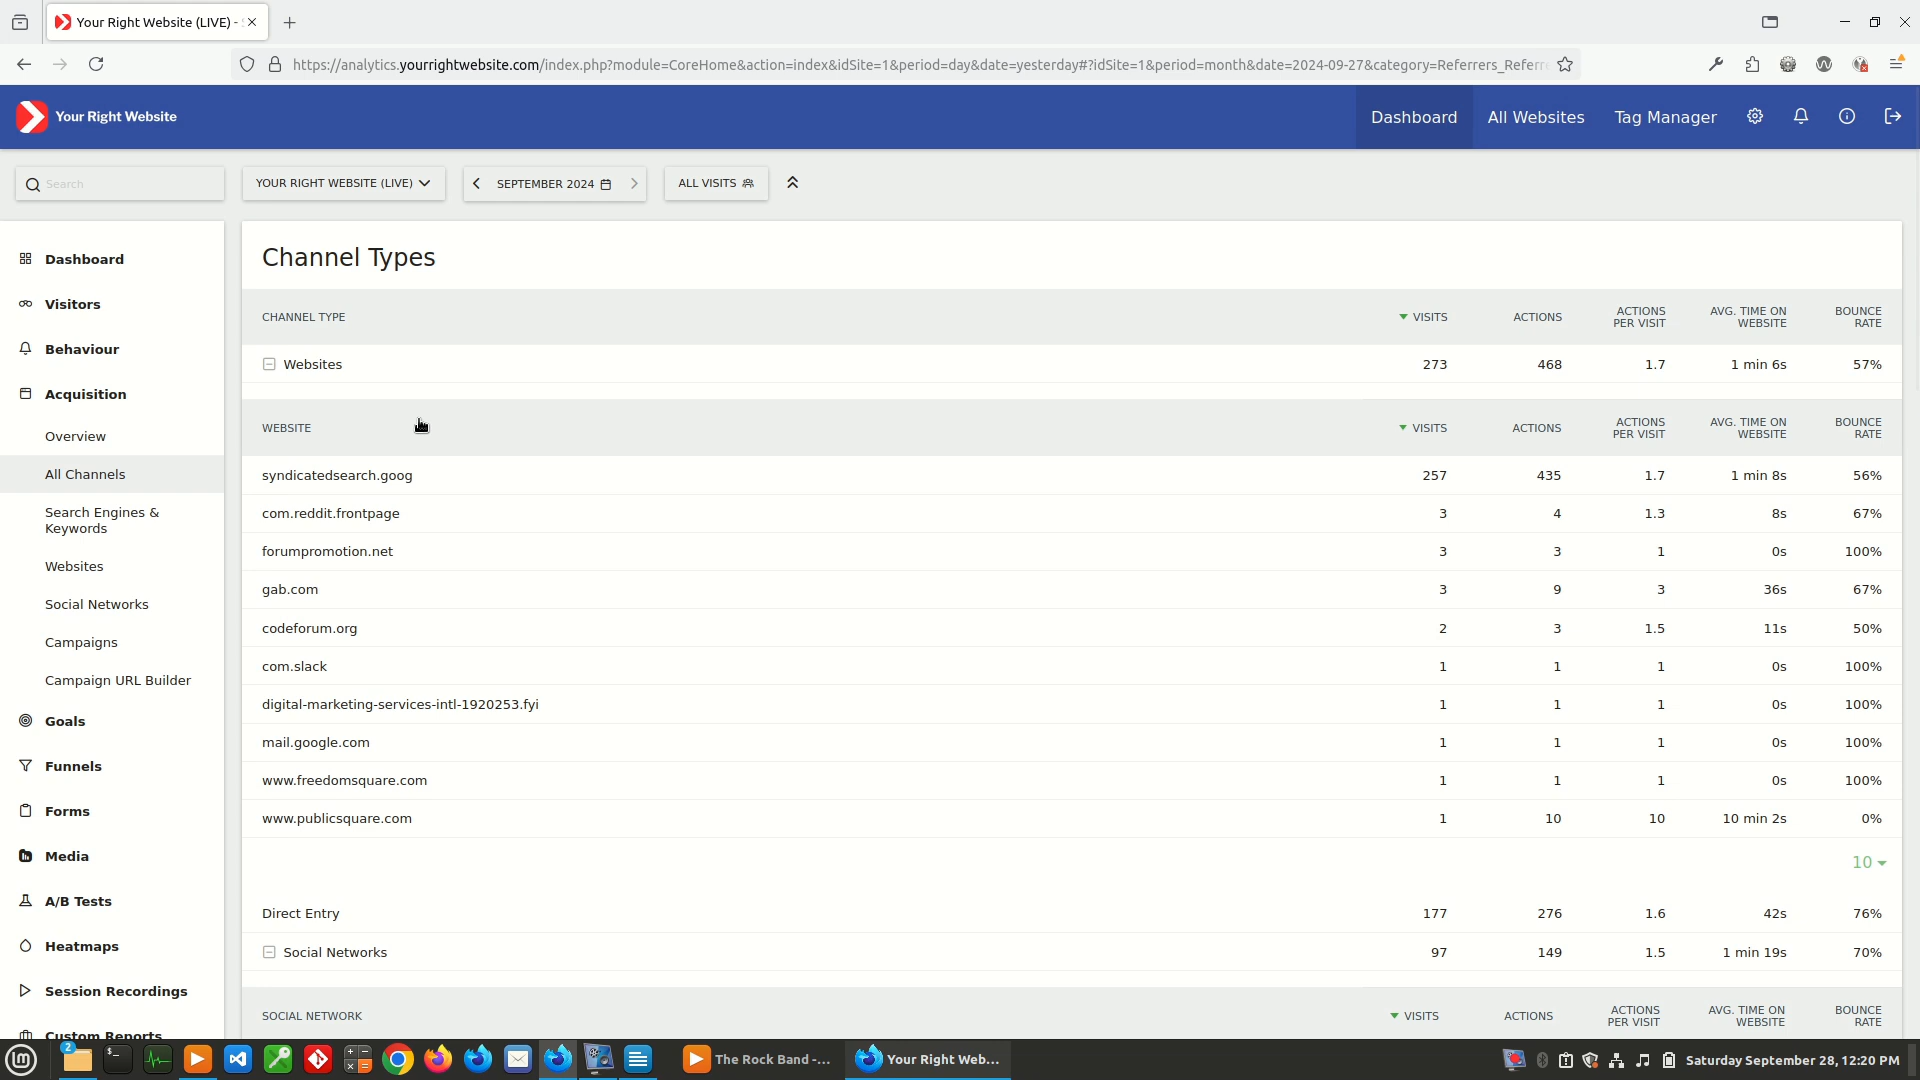 Your Right Website (LIVE) -
https://analytics.yourrightwebsite.com/index.php?module=CoreHome&action=index&idSite=1&period=day&date=yesterday#?idSite=1&period=month&date=2024-09-27&category=Referrers_Referr
Your Right Website
Dashboard
All Websites
Tag Manager
Search
YOUR RIGHT WEBSITE (LIVE)
SEPTEMBER 2024
ALL VISITS
Dashboard
Visitors
Behaviour
Acquisition
Overview
All Channels
Search Engines &
Keywords
Websites
Social Networks
Campaigns
Campaign URL Builder
Goals
Funnels
Forms
Media
A/B Tests
Heatmaps
Session Recordings
Custom Reports
Channel Types
CHANNEL TYPE VISITS ACTIONS ACTIONS PER VISIT AVG. TIME ON WEBSITE BOUNCE RATE
Websites 273 468 1.7 1 min 6s 57%
WEBSITE VISITS ACTIONS ACTIONS PER VISIT AVG. TIME ON WEBSITE BOUNCE RATE
syndicatedsearch.goog 257 435 1.7 1 min 8s 56%
com.reddit.frontpage 3 4 1.3 8s 67%
forumpromotion.net 3 3 1 0s 100%
gab.com 3 9 3 36s 67%
codeforum.org 2 3 1.5 11s 50%
com.slack 1 1 1 0s 100%
digital-marketing-services-intl-1920253.fyi 1 1 1 0s 100%
mail.google.com 1 1 1 0s 100%
www.freedomsquare.com 1 1 1 0s 100%
www.publicsquare.com 1 10 10 10 min 2s 0%
10
Direct Entry 177 276 1.6 42s 76%
Social Networks 97 149 1.5 1 min 19s 70%
SOCIAL NETWORK VISITS ACTIONS ACTIONS PER VISIT AVG. TIME ON WEBSITE BOUNCE RATE
2
The Rock Band -...
Your Right Web...
Saturday September 28, 12:20 PM